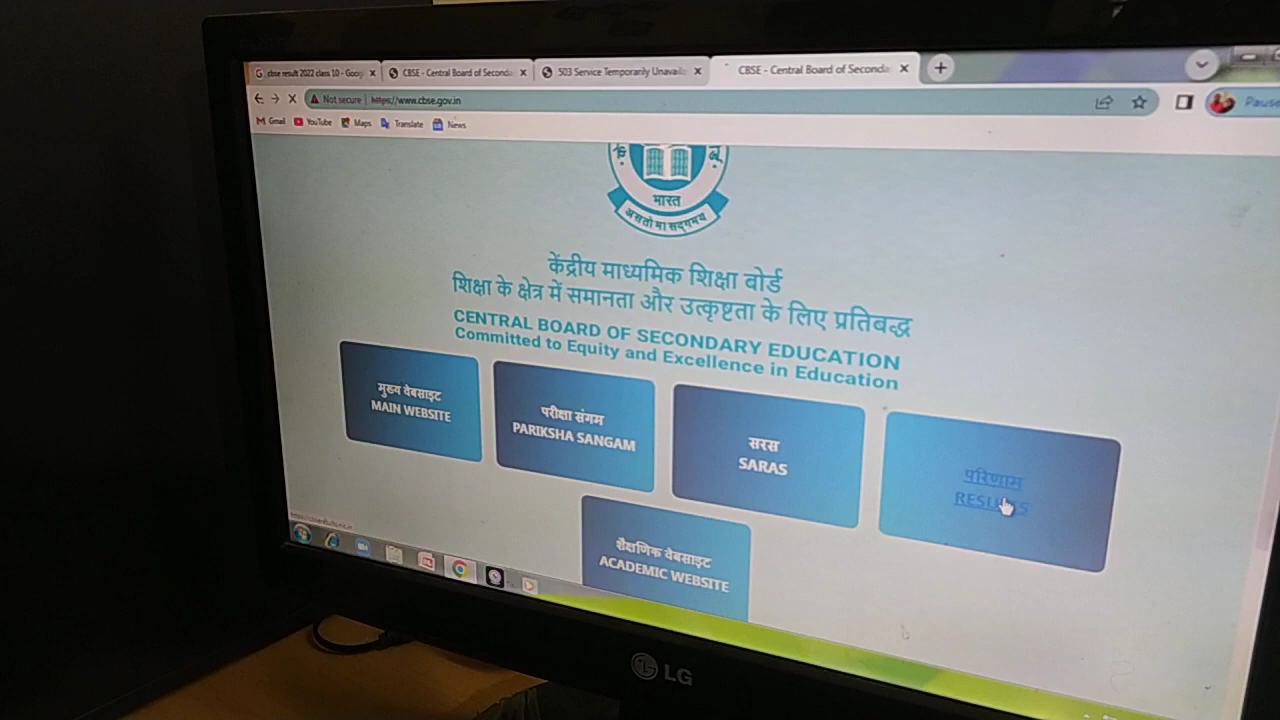 cbse result 2022 class 10 - Goog
CBSE - Central Board of Seconda
503 Service Temporarily Unavaila
CBSE - Central Board of Seconda
Not secure | https://www.cbse.gov.in
Pause
Gmail YouTube Maps Translate News
भारत
असतो मा सद्गमय
केंद्रीय माध्यमिक शिक्षा बोर्ड
शिक्षा के क्षेत्र में समानता और उत्कृष्टता के लिए प्रतिबद्ध
CENTRAL BOARD OF SECONDARY EDUCATION
Committed to Equity and Excellence in Education
मुख्य वेबसाइट
MAIN WEBSITE
परीक्षा संगम
PARIKSHA SANGAM
सरस
SARAS
परिणाम
RESULTS
शैक्षणिक वेबसाइट
ACADEMIC WEBSITE
LG